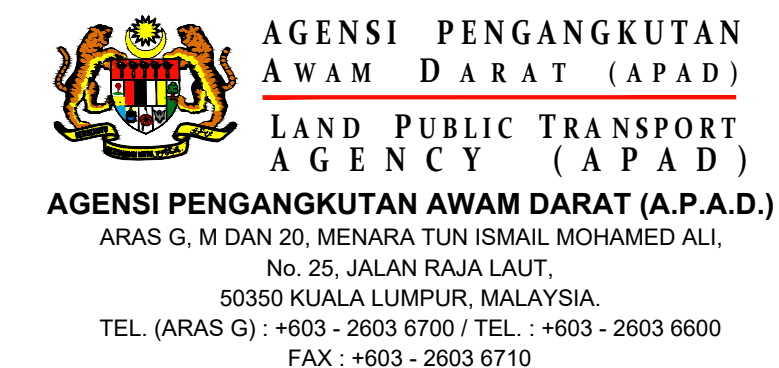 AGENSI PENGANGKUTAN
AWAM DARAT (APAD)
LAND PUBLIC TRANSPORT
AGENCY (APAD)
AGENSI PENGANGKUTAN AWAM DARAT (A.P.A.D.)
ARAS G, M DAN 20, MENARA TUN ISMAIL MOHAMED ALI,
No. 25, JALAN RAJA LAUT,
50350 KUALA LUMPUR, MALAYSIA.
TEL. (ARAS G) : +603 - 2603 6700 / TEL. : +603 - 2603 6600
FAX : +603 - 2603 6710